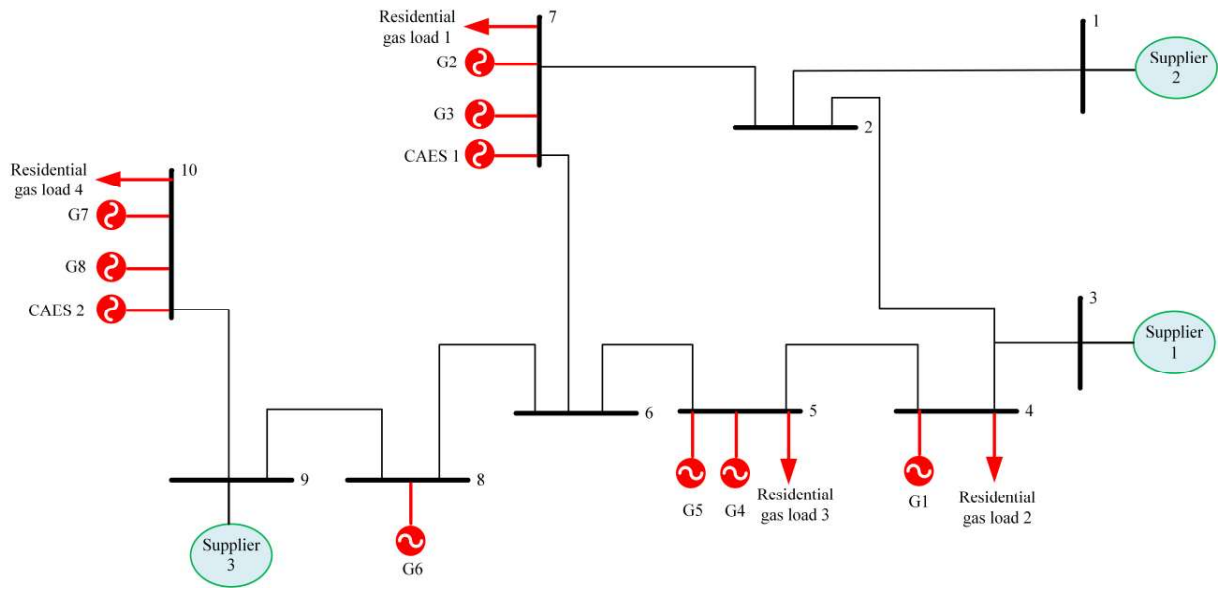 Residential
gas load 1
7
G2
G3
CAES 1
1
Supplier
2
2
Residential
gas load 4
10
G7
G8
CAES 2
3
Supplier
1
6
5
4
9
8
G5
G4
Residential
gas load 3
G1
Residential
gas load 2
Supplier
3
G6